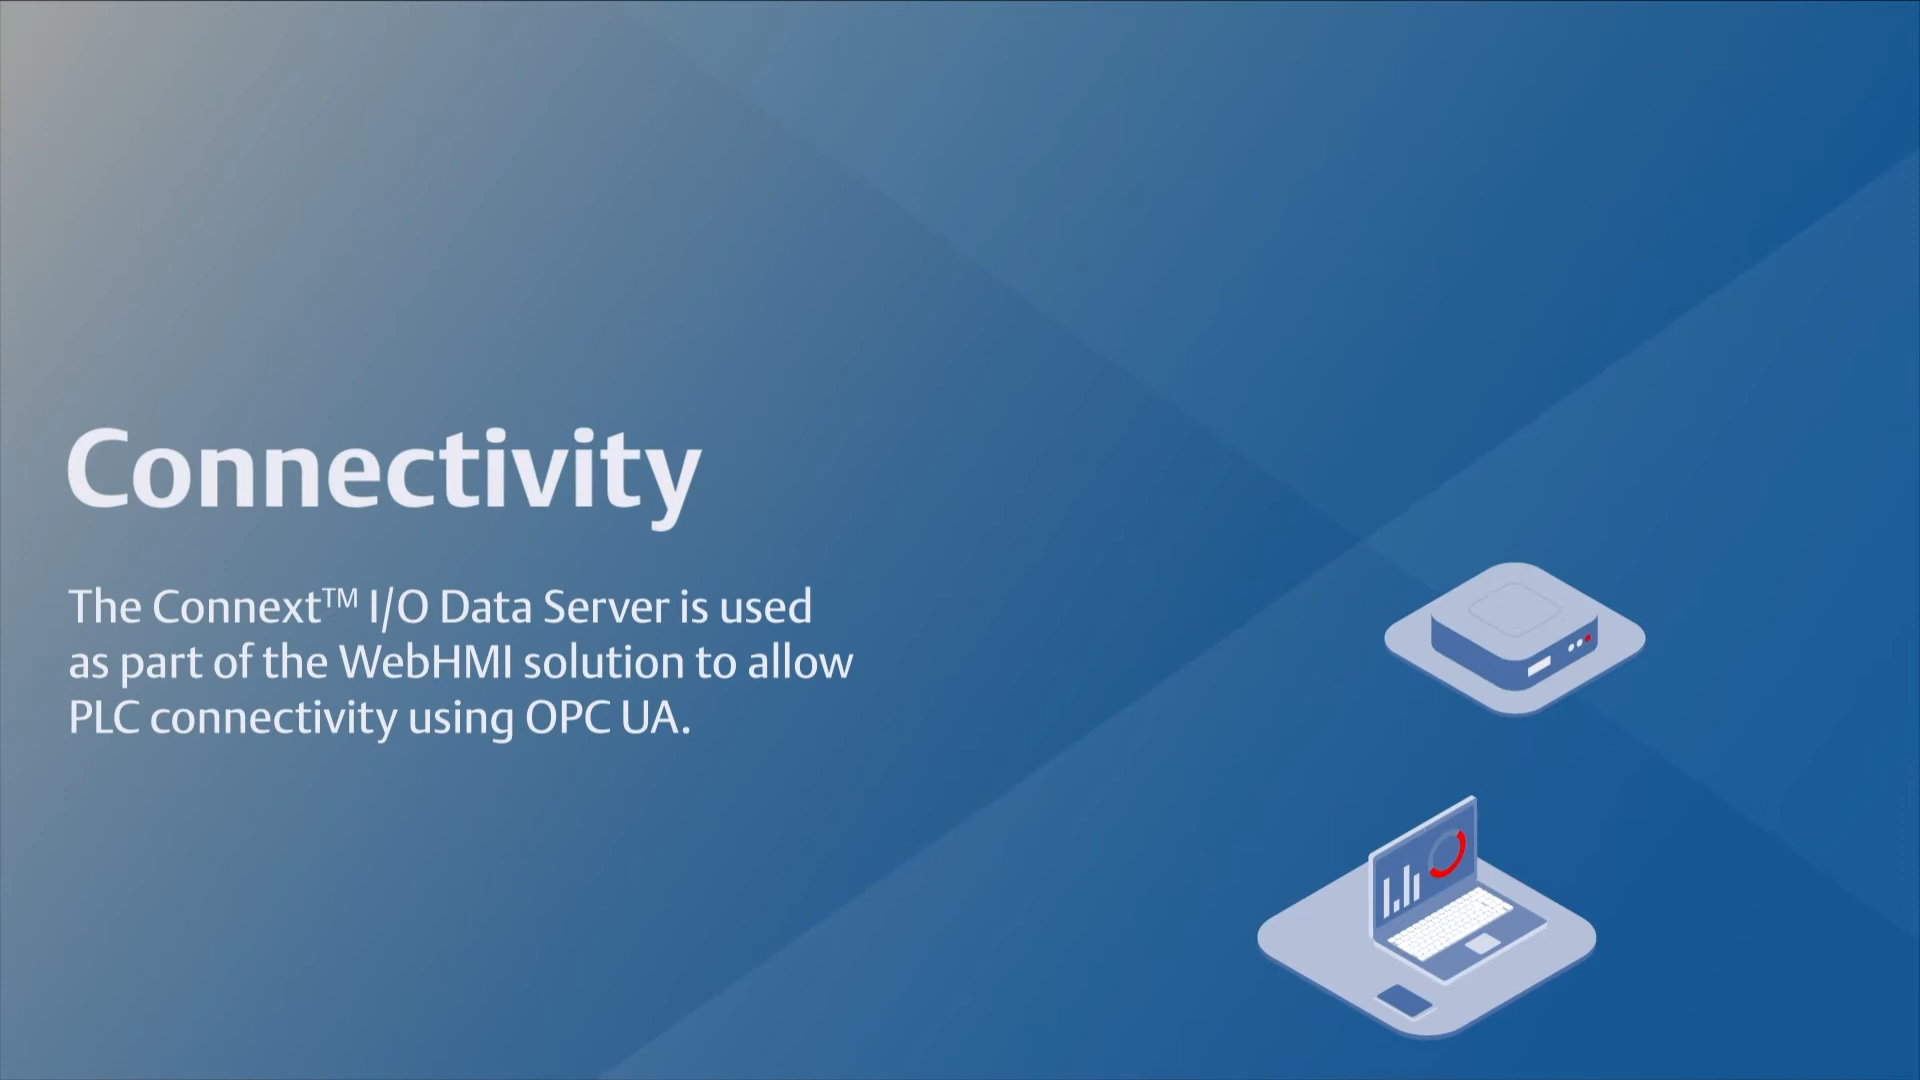 Connectivity
The Connext™ I/O Data Server is used
as part of the WebHMI solution to allow
PLC connectivity using OPC UA.